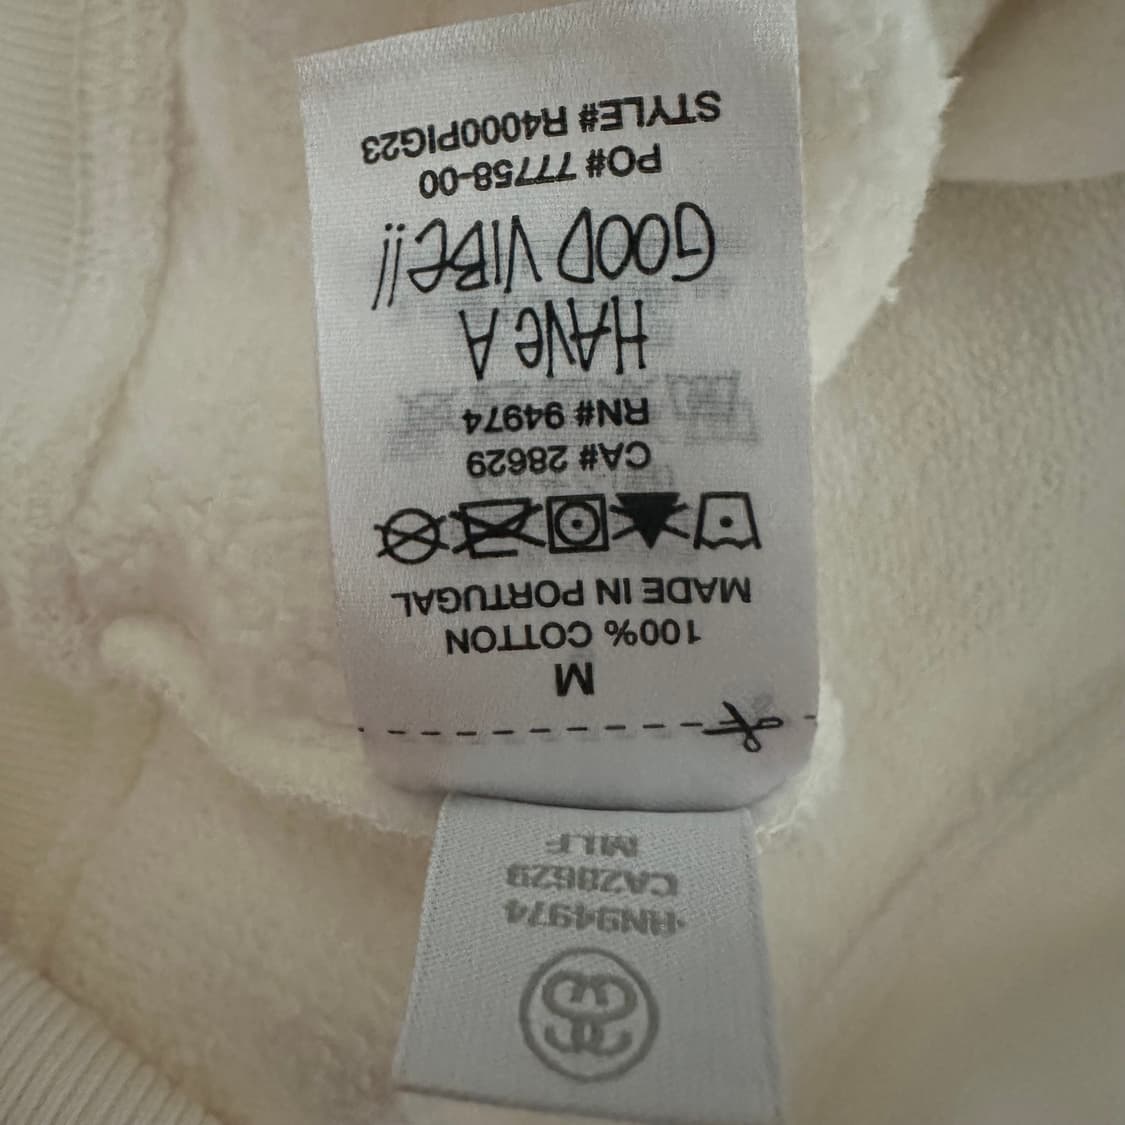 M
100% COTTON
MADE IN PORTUGAL
CA# 28629
RN# 94974
HAVE A
GOOD VIBE!!
PO# 77758-00
STYLE# R4000PIG23
RN94974
CA28629
MLF